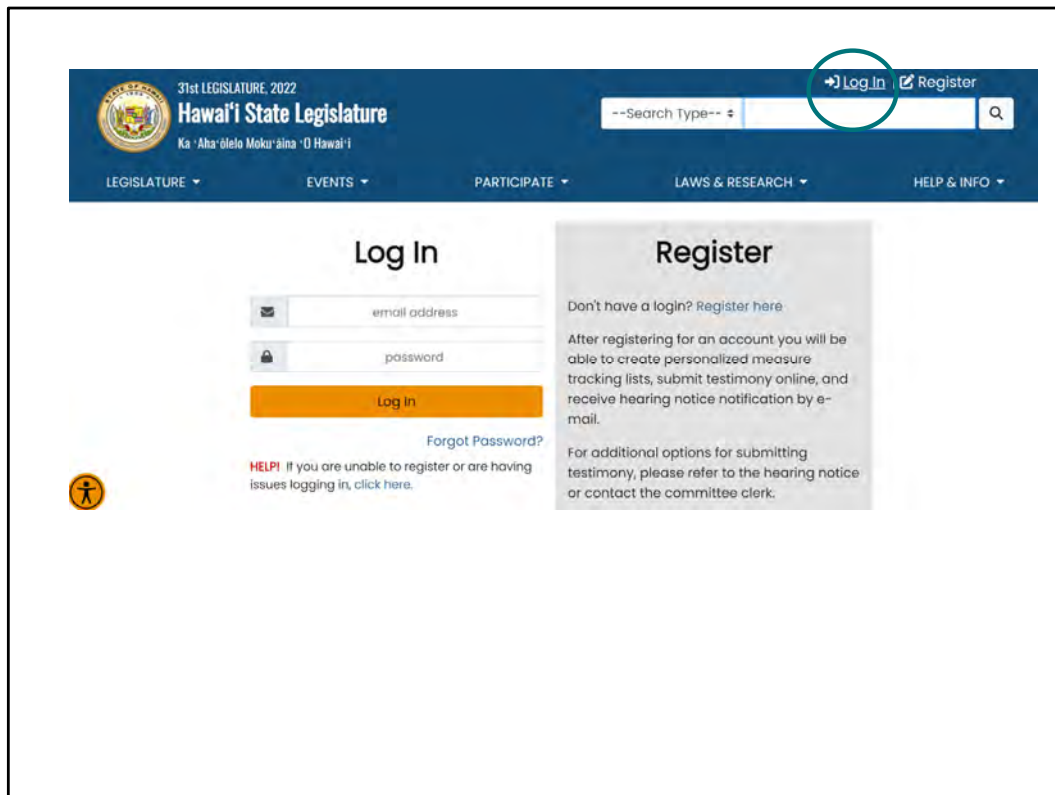 31st LEGISLATURE, 2022
Hawaiʻi State Legislature
Ka ʻAhaʻōlelo Mokuʻāina ʻO Hawaiʻi
Log In Register
--Search Type--
LEGISLATURE EVENTS PARTICIPATE LAWS & RESEARCH HELP & INFO
Log In
email address
password
Log In
Forgot Password?
HELP! If you are unable to register or are having
issues logging in, click here.
Register
Don't have a login? Register here
After registering for an account you will be
able to create personalized measure
tracking lists, submit testimony online, and
receive hearing notice notification by e-
mail.
For additional options for submitting
testimony, please refer to the hearing notice
or contact the committee clerk.